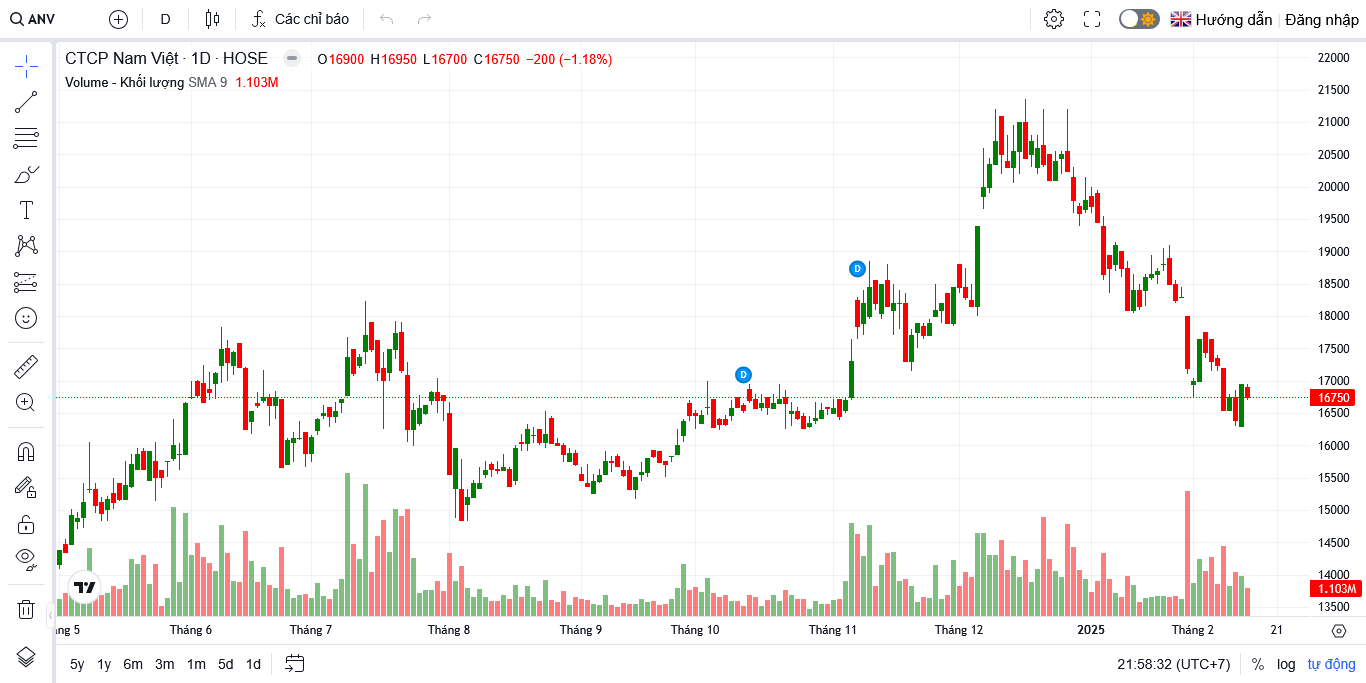 ANV D Các chỉ báo Hướng dẫn Đăng nhập
CTCP Nam Việt · 1D · HOSE O16900 H16950 L16700 C16750 −200 (−1.18%)
Volume - Khối lượng SMA 9 1.103M
22000
21500
21000
20500
20000
19500
19000
18500
D
18000
17500
D
17000
16750
16500
16000
15500
15000
14500
14000
1.103M
13500
ng 5 Tháng 6 Tháng 7 Tháng 8 Tháng 9 Tháng 10 Tháng 11 Tháng 12 2025 Tháng 2 21
5y 1y 6m 3m 1m 5d 1d 21:58:32 (UTC+7) % log tự động